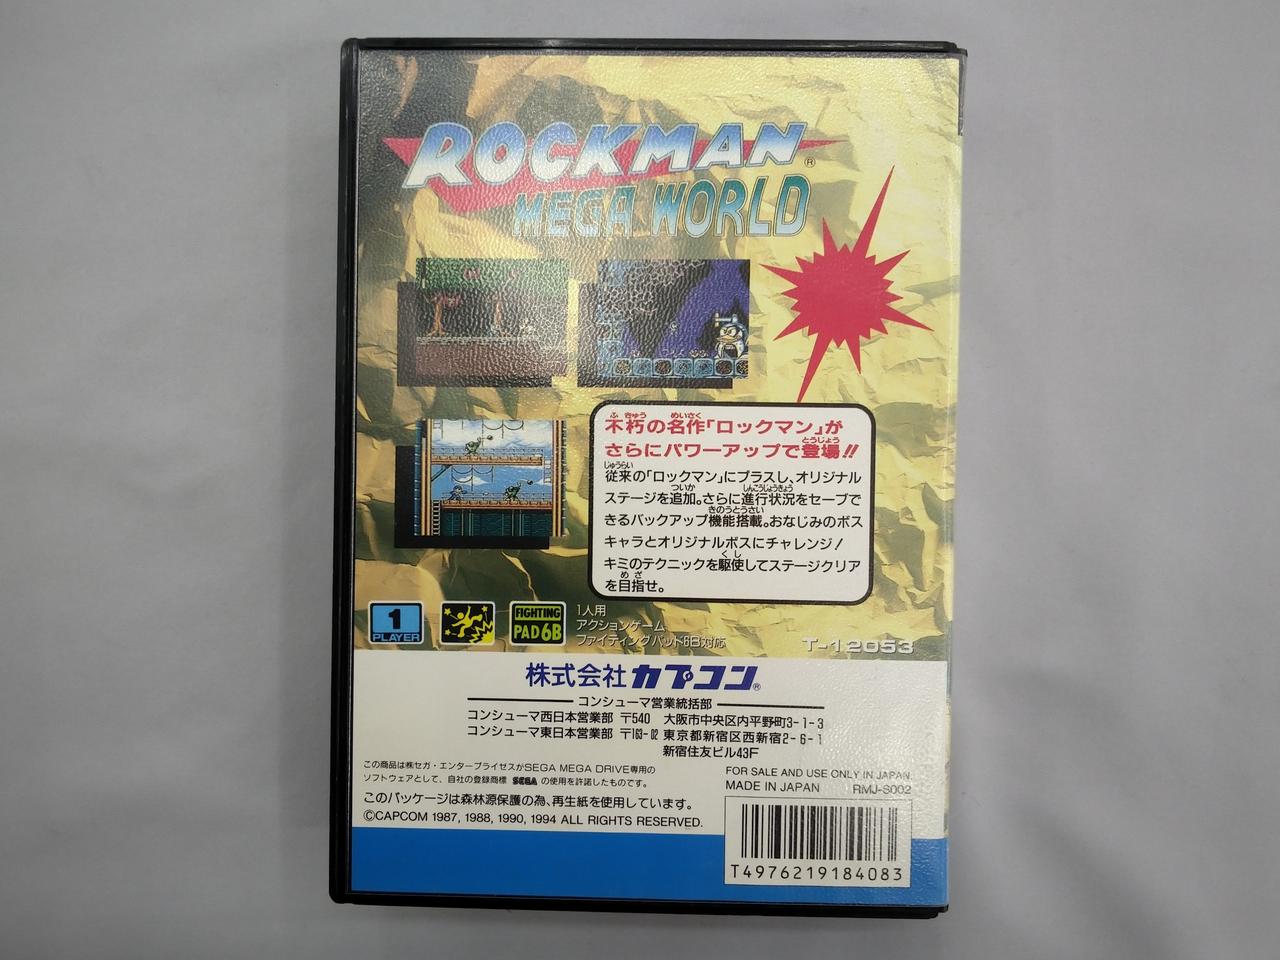 ROCKMAN®
MEGA WORLD
不朽の名作「ロックマン」が
さらにパワーアップで登場!!
従来の「ロックマン」にプラスし、オリジナル
ステージを追加。さらに進行状況をセーブで
きるバックアップ機能搭載。おなじみのボス
キャラとオリジナルボスにチャレンジ!
キミのテクニックを駆使してステージクリア
を目指せ。
1
PLAYER
FIGHTING
PAD 6B
1人用
アクションゲーム
ファイティングパッド6B対応
T-12053
株式会社カプコン®
コンシューマ営業統括部
コンシューマ西日本営業部 〒540 大阪市中央区内平野町3-1-3
コンシューマ東日本営業部 〒163-02 東京都新宿区西新宿2-6-1
新宿住友ビル43F
この商品は㈱セガ・エンタープライゼスがSEGA MEGA DRIVE専用の
ソフトウェアとして、自社の登録商標 SEGA の使用を許諾したものです。
このパッケージは森林源保護の為、再生紙を使用しています。
©CAPCOM 1987, 1988, 1990, 1994 ALL RIGHTS RESERVED.
FOR SALE AND USE ONLY IN JAPAN.
MADE IN JAPAN RMJ-S002
T4976219184083